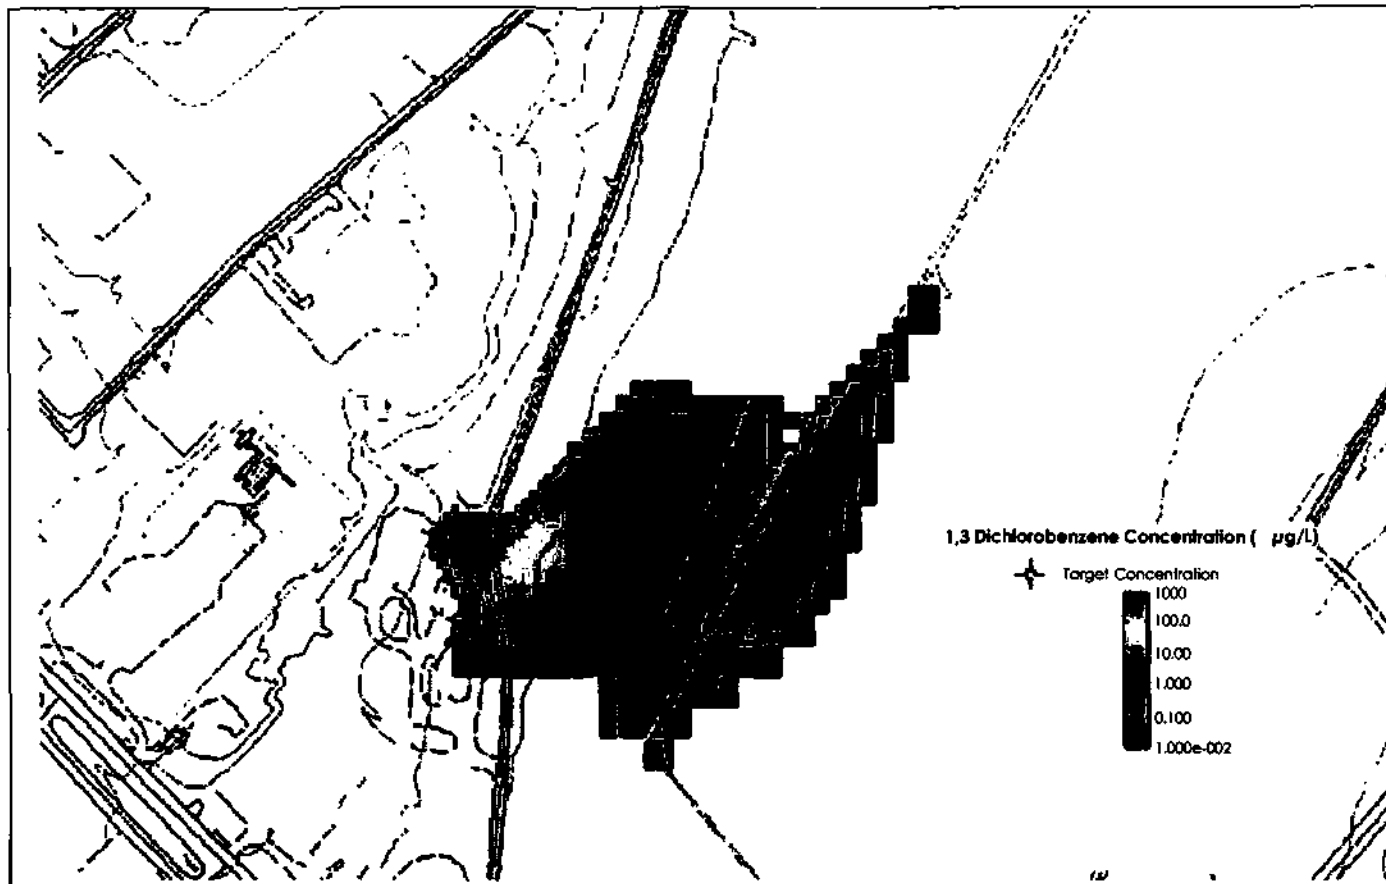 1,3 Dichlorobenzene Concentration ( µg/L)
Target Concentration
1000
100.0
10.00
1.000
0.100
1.000e-002